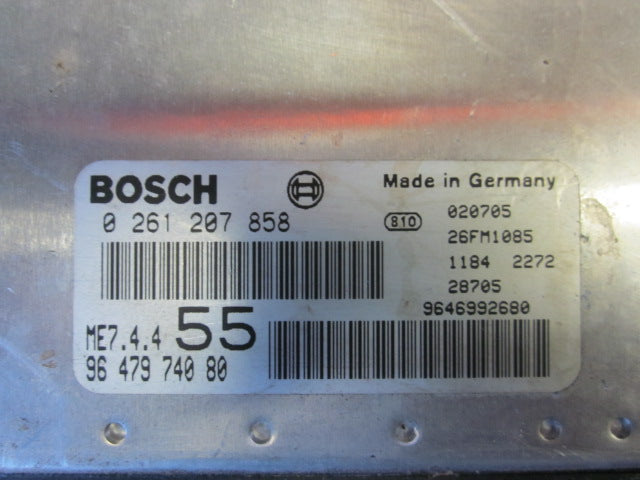 BOSCH
Made in Germany
0 261 207 858
810
020705
26FM1085
1184 2272
28705
9646992680
ME7.4.4 55
96 479 740 80